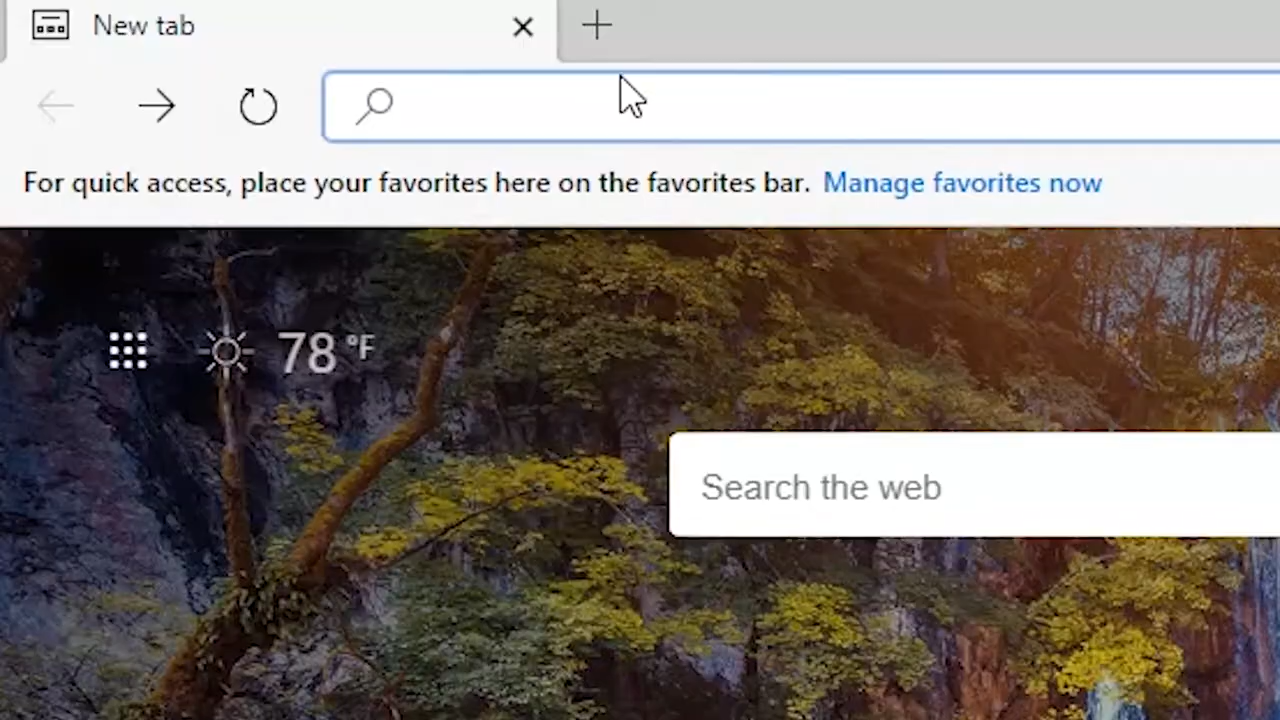 New tab
For quick access, place your favorites here on the favorites bar. Manage favorites now
78 °F
Search the web